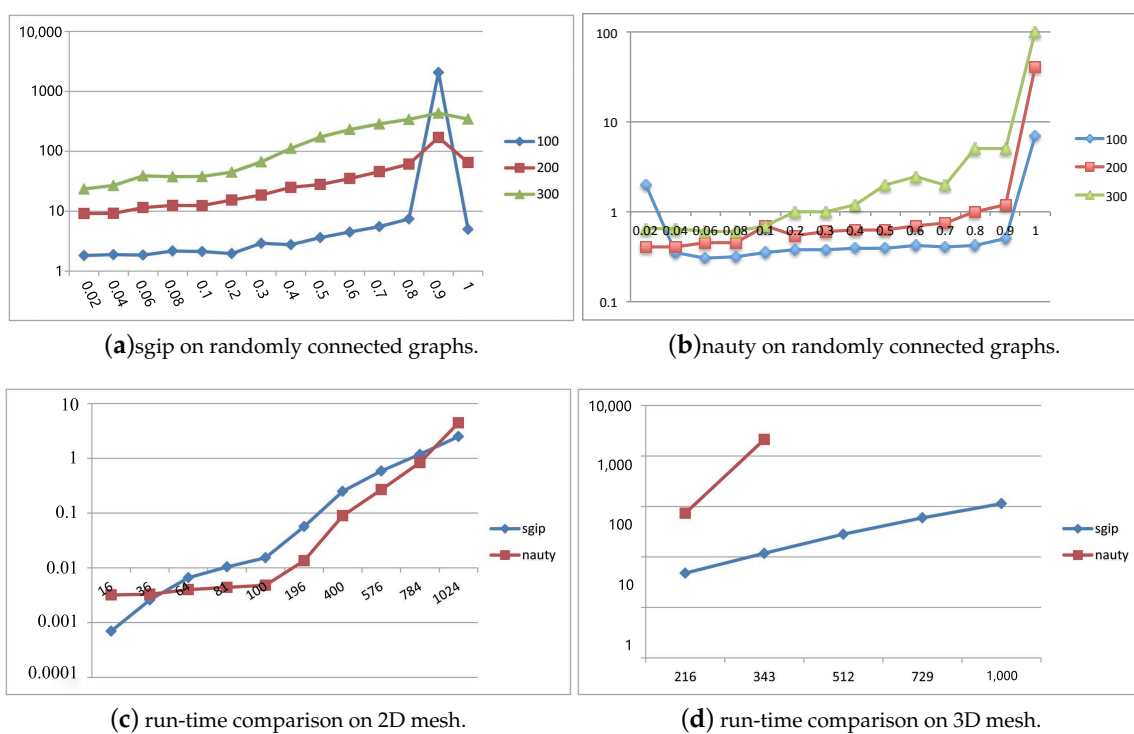 10,000
1000
100
10
1
0.02 0.04 0.06 0.08 0.1 0.2 0.3 0.4 0.5 0.6 0.7 0.8 0.9 1
100
200
300
(a)sgip on randomly connected graphs.
100
10
1
0.1
0.02 0.04 0.06 0.08 0.1 0.2 0.3 0.4 0.5 0.6 0.7 0.8 0.9 1
100
200
300
(b)nauty on randomly connected graphs.
10
1
0.1
0.01
0.001
0.0001
16 36 64 81 100 196 400 576 784 1024
sgip
nauty
(c) run-time comparison on 2D mesh.
10,000
1,000
100
10
1
216 343 512 729 1,000
sgip
nauty
(d) run-time comparison on 3D mesh.